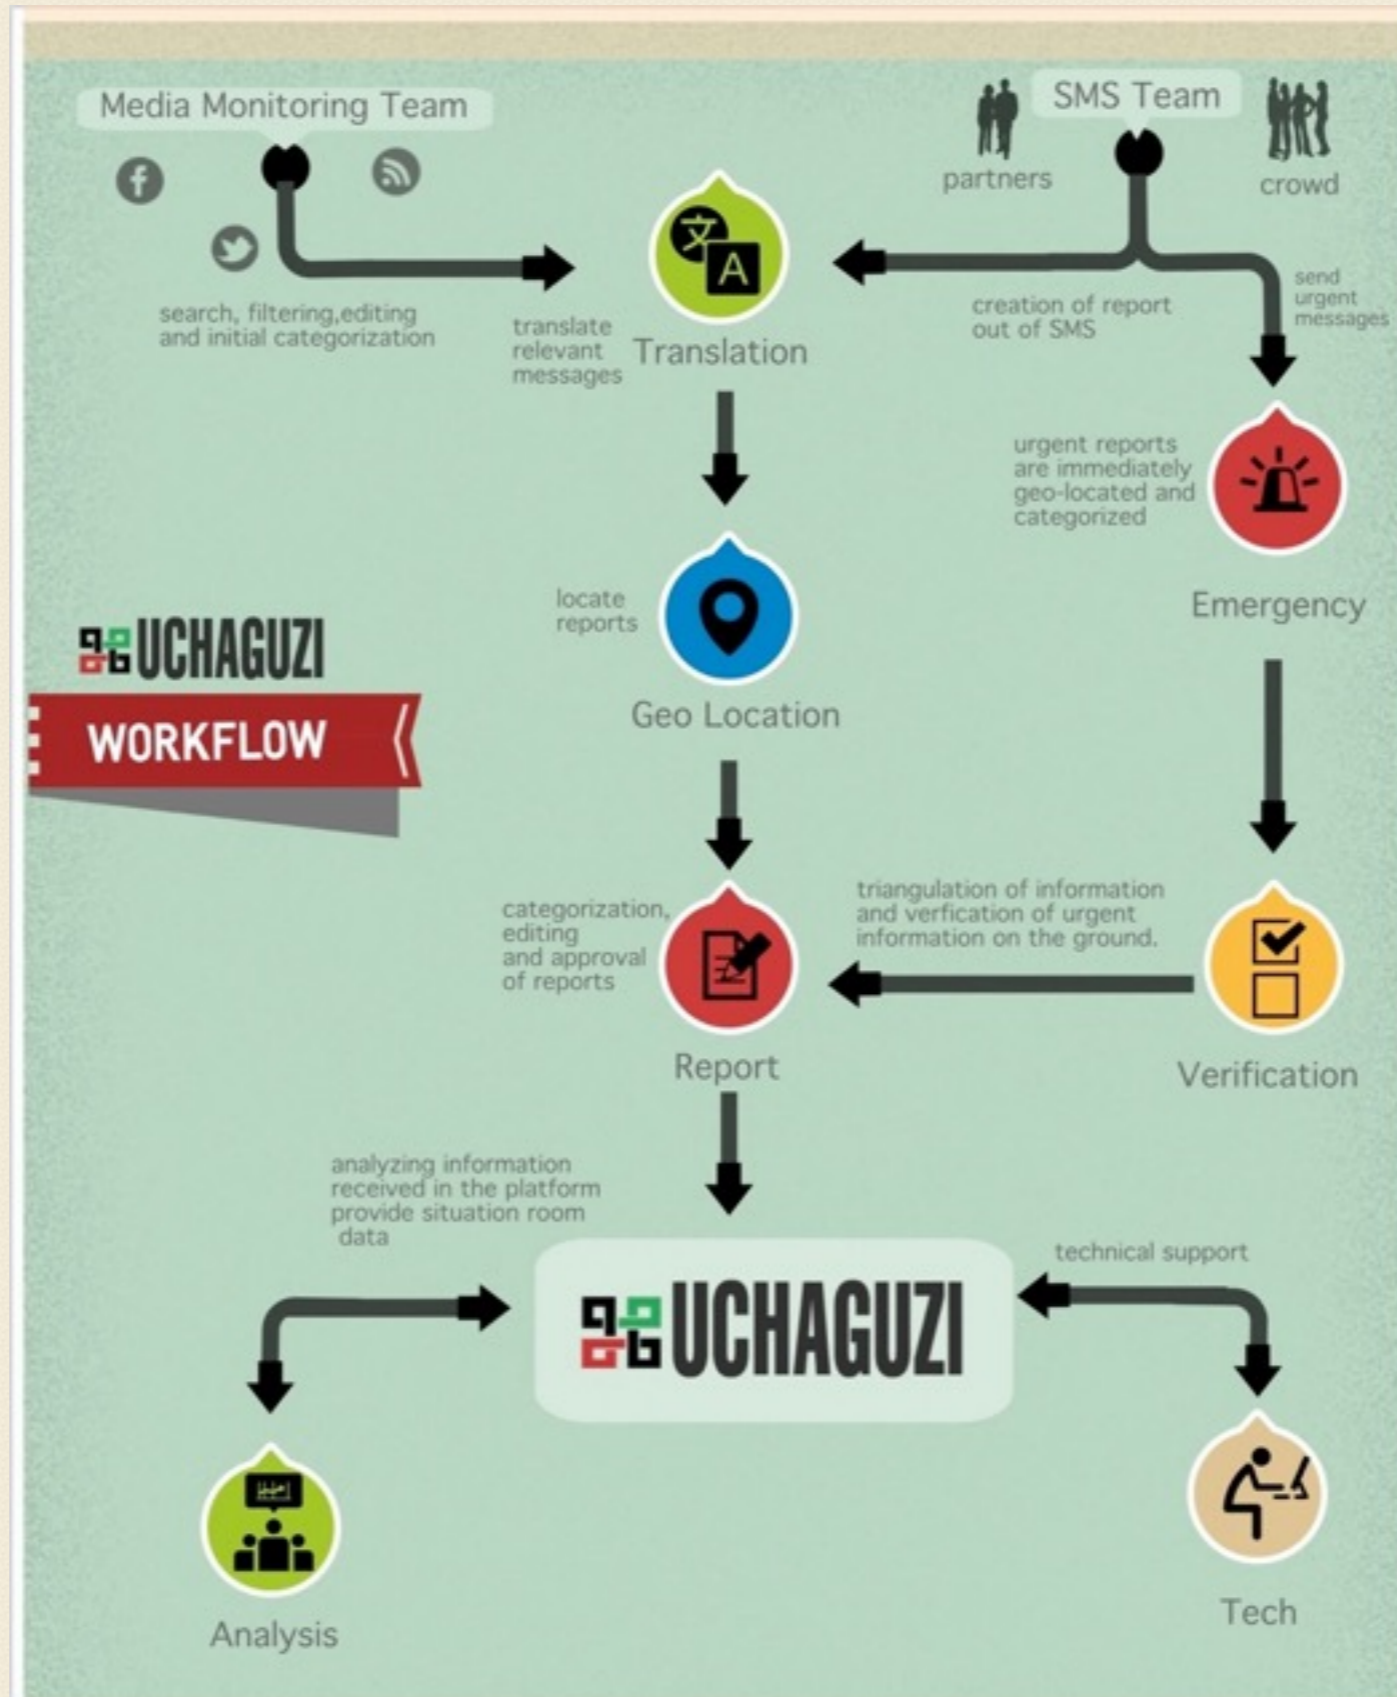 Media Monitoring Team
SMS Team
partners
crowd
search, filtering,editing
and initial categorization
translate
relevant
messages
文
A
Translation
creation of report
out of SMS
send
urgent
messages
urgent reports
are immediately
geo-located and
categorized
Emergency
locate
reports
Geo Location
UCHAGUZI
WORKFLOW
categorization,
editing
and approval
of reports
Report
triangulation of information
and verfication of urgent
information on the ground.
Verification
analyzing information
received in the platform
provide situation room
data
UCHAGUZI
technical support
Analysis
Tech